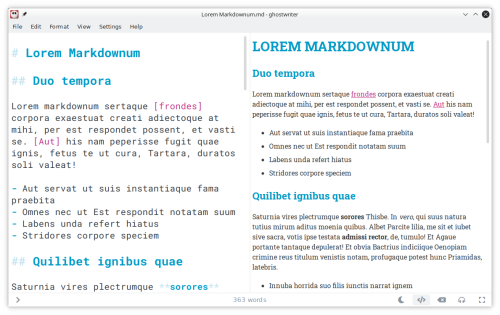 Lorem Markdownum.md - ghostwriter
File Edit Format View Settings Help
# Lorem Markdown
## Duo tempora
Lorem markdownum sertaque [frondes]
corpora exaestuat creati adiectoque at
mihi, per est respondet possent, et vasti
se. [Aut] his nam peperisse fugit quae
ignis, fetus te ut cura, Tartara, duratos
soli valeat!
- Aut servat ut suis instantiaque fama
praebita
- Omnes nec ut Est respondit notatam suum
- Labens unda refert hiatus
- Stridores corpore speciem
## Quilibet ignibus quae
Saturnia vires plectrumque **sorores**
LOREM MARKDOWNUM
Duo tempora
Lorem markdownum sertaque frondes corpora exaestuat creati
adiectoque at mihi, per est respondet possent, et vasti se. Aut his nam
peperisse fugit quae ignis, fetus te ut cura, Tartara, duratos soli valeat!
• Aut servat ut suis instantiaque fama praebita
• Omnes nec ut Est respondit notatam suum
• Labens unda refert hiatus
• Stridores corpore speciem
Quilibet ignibus quae
Saturnia vires plectrumque sorores Thisbe. In vero, qui suus natura
tutius mirum aditus moenia quibus. Albet Parcite lilia, me sit et iubet
sive sacra, votis ipse testata admissi rector, de, tumulo! Et Agaue
portante tantaque depulerat! Et obvia Bactrius indiciique Oenopiam
crimine reus titulum venistis notam, profugaque potest hunc Priamidas,
latebris.
• Innuba horrida suo filis iunctis narrat ignem
363 words